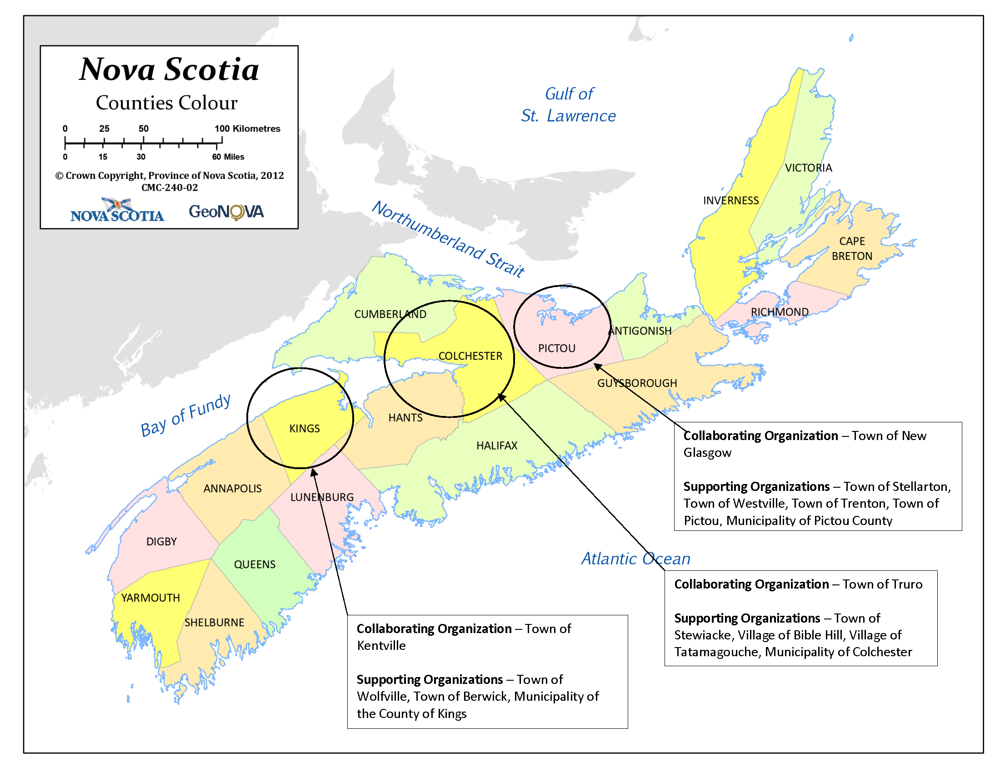 Nova Scotia
Counties Colour
0 25 50 100 Kilometres
0 15 30 60 Miles
© Crown Copyright, Province of Nova Scotia, 2012
CMC-240-02
NOVA SCOTIA GeoNOVA
Gulf of
St. Lawrence
Northumberland Strait
Bay of Fundy
Atlantic Ocean
VICTORIA
INVERNESS
CAPE
BRETON
RICHMOND
CUMBERLAND
ANTIGONISH
PICTOU
COLCHESTER
GUYSBOROUGH
HANTS
KINGS
HALIFAX
ANNAPOLIS
LUNENBURG
DIGBY
QUEENS
YARMOUTH
SHELBURNE
Collaborating Organization – Town of New
Glasgow
Supporting Organizations – Town of Stellarton,
Town of Westville, Town of Trenton, Town of
Pictou, Municipality of Pictou County
Collaborating Organization – Town of Truro
Supporting Organizations – Town of
Stewiacke, Village of Bible Hill, Village of
Tatamagouche, Municipality of Colchester
Collaborating Organization – Town of
Kentville
Supporting Organizations – Town of
Wolfville, Town of Berwick, Municipality of
the County of Kings